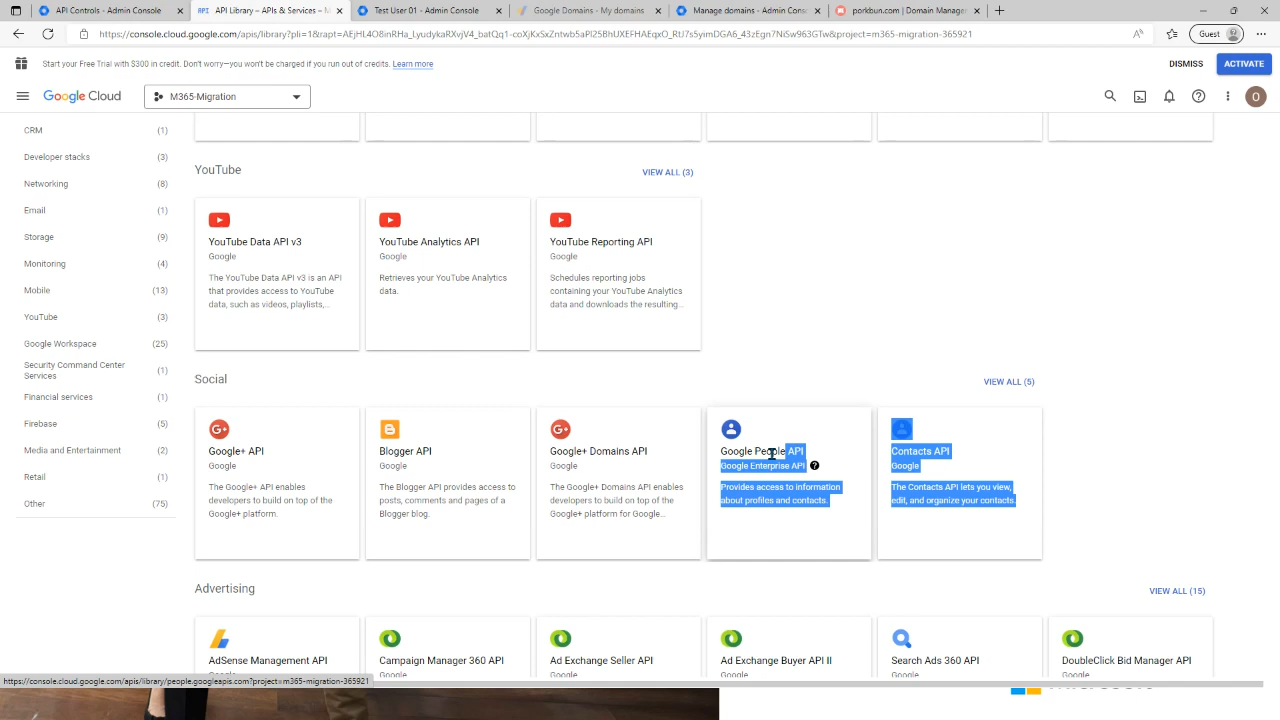 API Controls - Admin Console
API Library – APIs & Services – M
Test User 01 - Admin Console
Google Domains - My domains
Manage domains - Admin Cons
porkbun.com | Domain Manage
https://console.cloud.google.com/apis/library?pli=1&rapt=AEjHL4O8inRHa_LyudykaRXvjV4_batQq1-coXjKxSxZntwb5aPl25BhUXEFHAEqxO_RtJ7s5yimDGA6_43zEgn7NiSw963GTw&project=m365-migration-365921
Guest
Start your Free Trial with $300 in credit. Don't worry—you won't be charged if you run out of credits. Learn more
DISMISS
ACTIVATE
Google Cloud
M365-Migration
O
CRM (1)
Developer stacks (3)
Networking (8)
Email (1)
Storage (9)
Monitoring (4)
Mobile (13)
YouTube (3)
Google Workspace (25)
Security Command Center
Services (1)
Financial services (1)
Firebase (5)
Media and Entertainment (2)
Retail (1)
Other (75)
YouTube
VIEW ALL (3)
YouTube Data API v3
Google
The YouTube Data API v3 is an API
that provides access to YouTube
data, such as videos, playlists,...
YouTube Analytics API
Google
Retrieves your YouTube Analytics
data.
YouTube Reporting API
Google
Schedules reporting jobs
containing your YouTube Analytics
data and downloads the resulting...
Social
VIEW ALL (5)
Google+ API
Google
The Google+ API enables
developers to build on top of the
Google+ platform.
Blogger API
Google
The Blogger API provides access to
posts, comments and pages of a
Blogger blog.
Google+ Domains API
Google
The Google+ Domains API enables
developers to build on top of the
Google+ platform for Google...
Google People API
Google Enterprise API
Provides access to information
about profiles and contacts.
Contacts API
Google
The Contacts API lets you view,
edit, and organize your contacts.
Advertising
VIEW ALL (15)
AdSense Management API
Google
Campaign Manager 360 API
Google
Ad Exchange Seller API
Google
Ad Exchange Buyer API II
Google
Search Ads 360 API
Google
DoubleClick Bid Manager API
Google
https://console.cloud.google.com/apis/library/people.googleapis.com?project=m365-migration-365921